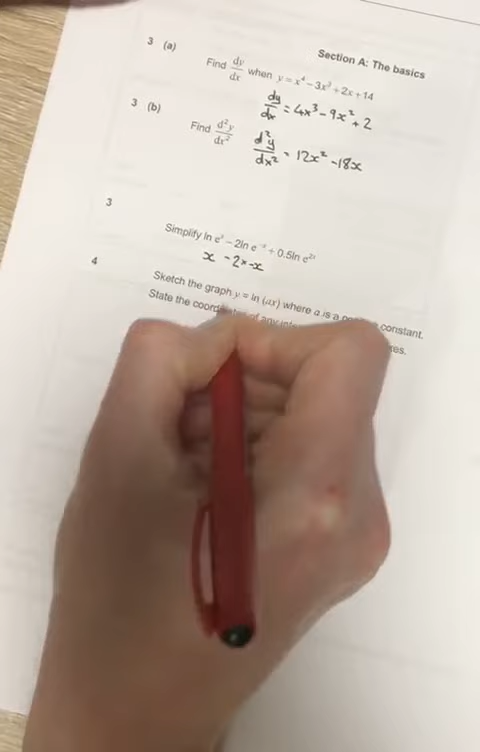 Section A: The basics
3 (a)
Find dy/dx when y = x⁴ – 3x³ + 2x + 14
dy/dx = 4x³ - 9x² + 2
3 (b)
Find d²y/dx²
d²y/dx² = 12x² - 18x
3
Simplify ln eˣ – 2ln e⁻ˣ + 0.5ln e²ˣ
x - 2x-x
4
Sketch the graph y = ln (ax) where a is a constant.
State the of any